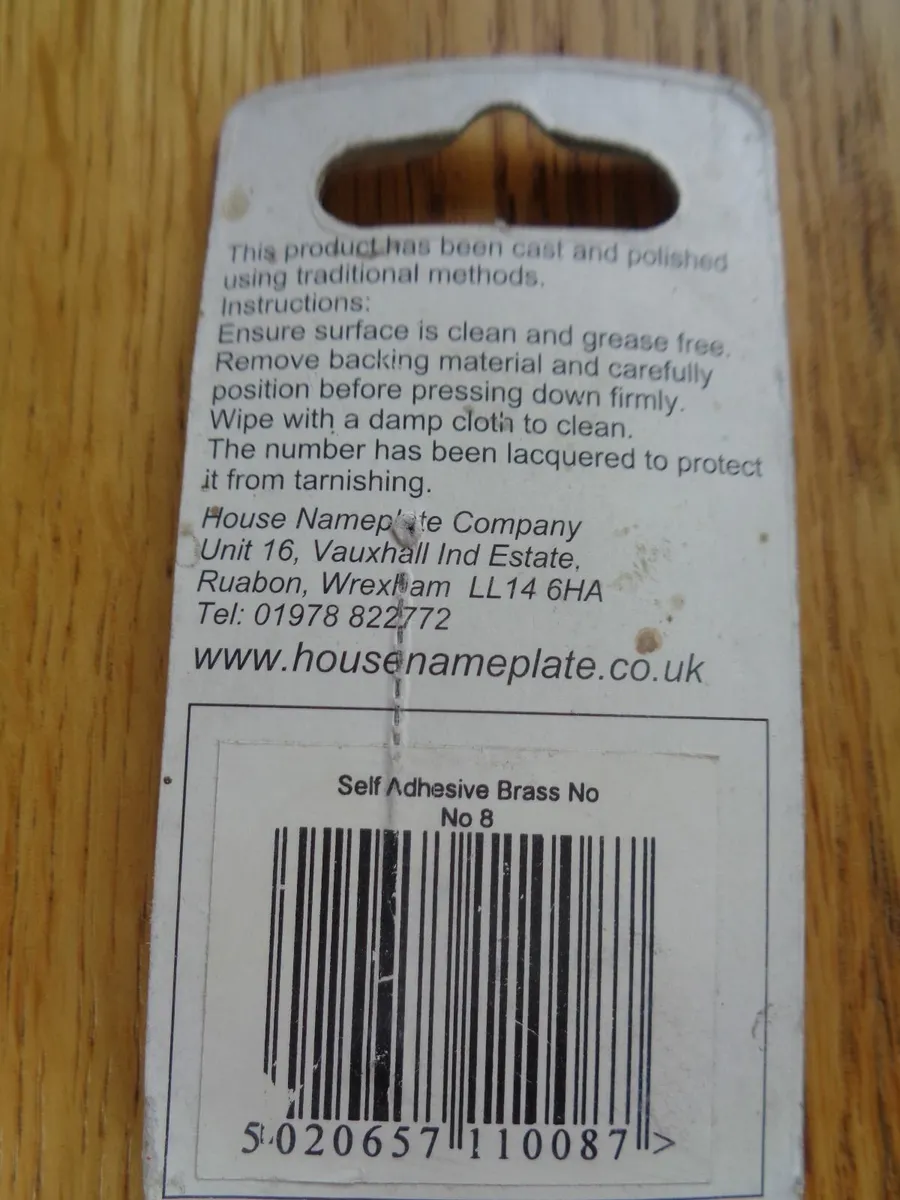 This product has been cast and polished
using traditional methods.
Instructions:
Ensure surface is clean and grease free.
Remove backing material and carefully
position before pressing down firmly.
Wipe with a damp cloth to clean.
The number has been lacquered to protect
it from tarnishing.
House Nameplate Company
Unit 16, Vauxhall Ind Estate,
Ruabon, Wrexham LL14 6HA
Tel: 01978 822772
www.housenameplate.co.uk
Self Adhesive Brass No
No 8
5 020657 110087 >